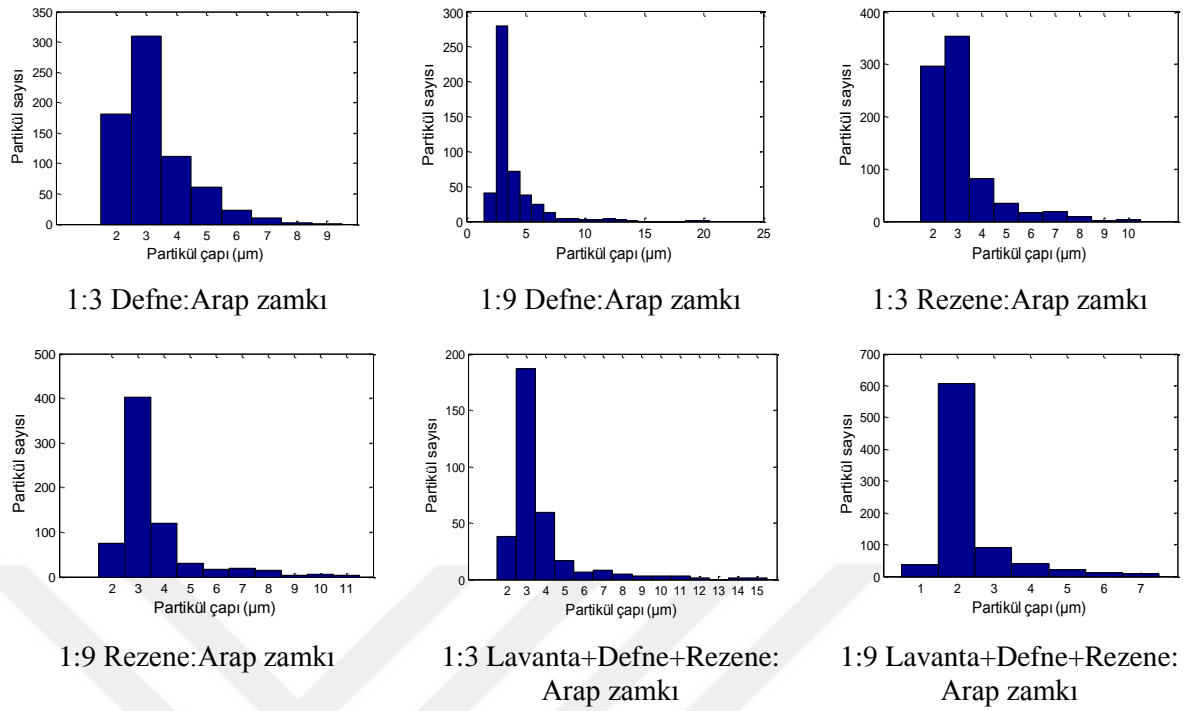 350
300
250
200
150
100
50
0
2 3 4 5 6 7 8 9
Partikül sayısı
Partikül çapı (µm)
1:3 Defne:Arap zamkı
300
250
200
150
100
50
0
0 5 10 15 20 25
Partikül sayısı
Partikül çapı (µm)
1:9 Defne:Arap zamkı
400
300
200
100
0
2 3 4 5 6 7 8 9 10
Partikül sayısı
Partikül çapı (µm)
1:3 Rezene:Arap zamkı
500
400
300
200
100
0
2 3 4 5 6 7 8 9 10 11
Partikül sayısı
Partikül çapı (µm)
1:9 Rezene:Arap zamkı
200
150
100
50
0
2 3 4 5 6 7 8 9 10 11 12 13 14 15
Partikül sayısı
Partikül çapı (µm)
1:3 Lavanta+Defne+Rezene:
Arap zamkı
700
600
500
400
300
200
100
0
1 2 3 4 5 6 7
Partikül sayısı
Partikül çapı (µm)
1:9 Lavanta+Defne+Rezene:
Arap zamkı